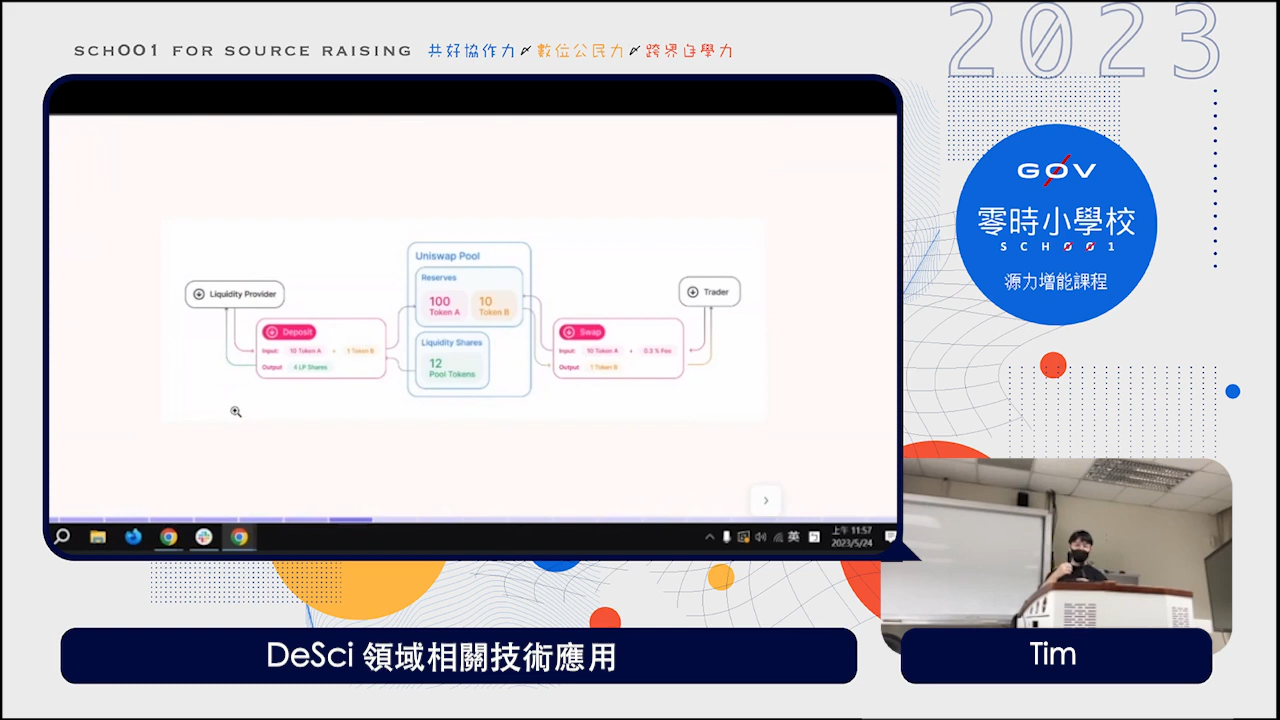 SCHOO1 FOR SOURCE RAISING 共好協作力 數位公民力 跨界自學力
2023
G0V
零時小學校
SCH001
源力增能課程
Uniswap Pool
Reserves
100 Token A
10 Token B
Liquidity Shares
12 Pool Tokens
Liquidity Provider
Deposit
Input: 10 Token A + 1 Token B
Output 4 LP Shares
Trader
Swap
Input: 10 Token A + 0.3 % Fee
Output 1 Token B
英
上午 11:57
2023/5/24
DeSci 領域相關技術應用
Tim